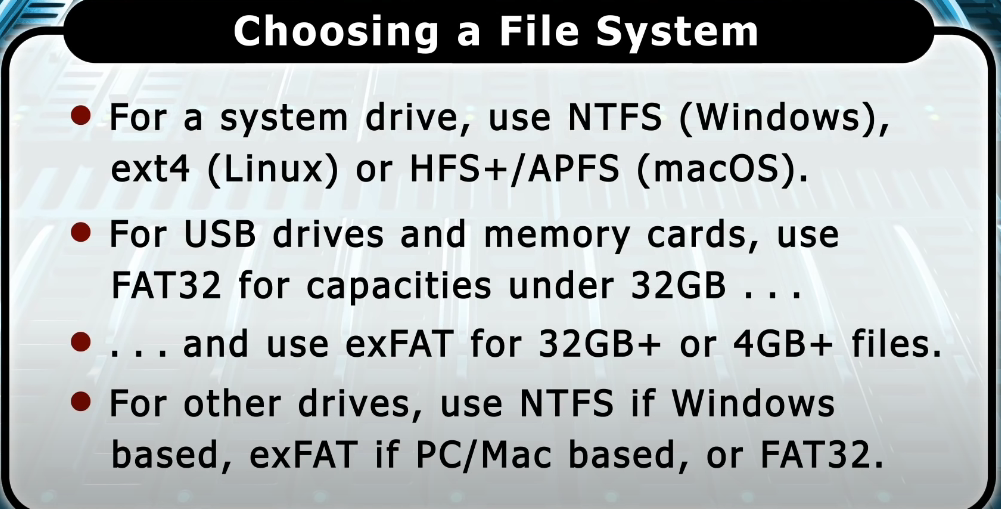 Choosing a File System
• For a system drive, use NTFS (Windows),
ext4 (Linux) or HFS+/APFS (macOS).
• For USB drives and memory cards, use
FAT32 for capacities under 32GB . . .
• . . . and use exFAT for 32GB+ or 4GB+ files.
• For other drives, use NTFS if Windows
based, exFAT if PC/Mac based, or FAT32.